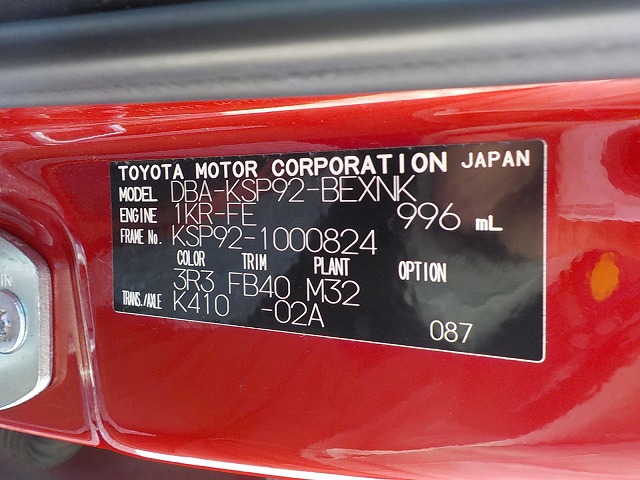 TOYOTA MOTOR CORPORATION JAPAN
MODEL DBA-KSP92-BEXNK
ENGINE 1KR-FE 996 mL
FRAME No. KSP92-1000824
COLOR TRIM PLANT OPTION
3R3 FB40 M32
TRANS./AXLE K410 -02A
087